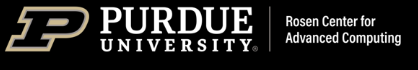 P PURDUE
UNIVERSITY®
Rosen Center for
Advanced Computing